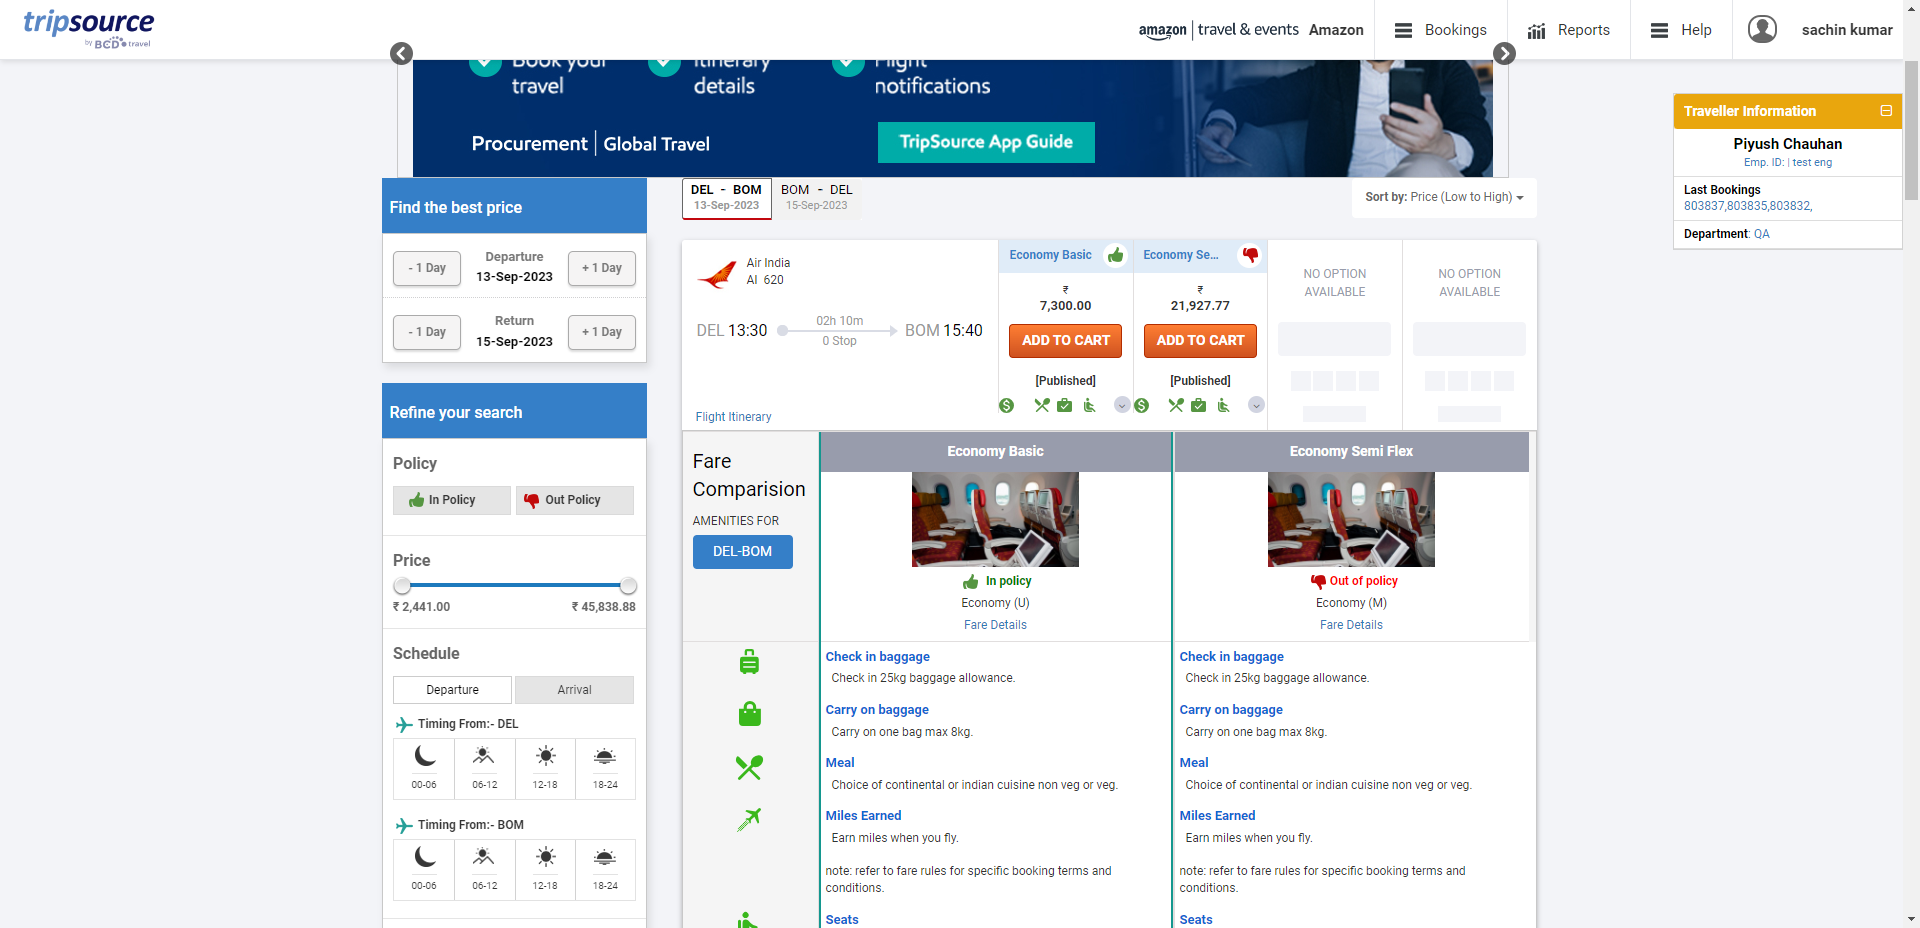 tripsource
by BCD travel
amazon | travel & events Amazon
Bookings
Reports
Help
sachin kumar
Book your travel
Itinerary details
Flight notifications
Procurement | Global Travel
TripSource App Guide
Traveller Information
Piyush Chauhan
Emp. ID: | test eng
Last Bookings
803837,803835,803832,
Department: QA
Find the best price
- 1 Day
Departure
13-Sep-2023
+ 1 Day
- 1 Day
Return
15-Sep-2023
+ 1 Day
Refine your search
Policy
In Policy
Out Policy
Price
₹ 2,441.00
₹ 45,838.88
Schedule
Departure
Arrival
Timing From:- DEL
00-06
06-12
12-18
18-24
Timing From:- BOM
00-06
06-12
12-18
18-24
DEL - BOM
13-Sep-2023
BOM - DEL
15-Sep-2023
Sort by: Price (Low to High)
Air India
AI 620
DEL 13:30
02h 10m
0 Stop
BOM 15:40
Flight Itinerary
Economy Basic
₹
7,300.00
ADD TO CART
[Published]
Economy Se...
₹
21,927.77
ADD TO CART
[Published]
NO OPTION
AVAILABLE
NO OPTION
AVAILABLE
Fare
Comparision
AMENITIES FOR
DEL-BOM
Economy Basic
In policy
Economy (U)
Fare Details
Check in baggage
Check in 25kg baggage allowance.
Carry on baggage
Carry on one bag max 8kg.
Meal
Choice of continental or indian cuisine non veg or veg.
Miles Earned
Earn miles when you fly.
note: refer to fare rules for specific booking terms and
conditions.
Seats
Economy Semi Flex
Out of policy
Economy (M)
Fare Details
Check in baggage
Check in 25kg baggage allowance.
Carry on baggage
Carry on one bag max 8kg.
Meal
Choice of continental or indian cuisine non veg or veg.
Miles Earned
Earn miles when you fly.
note: refer to fare rules for specific booking terms and
conditions.
Seats